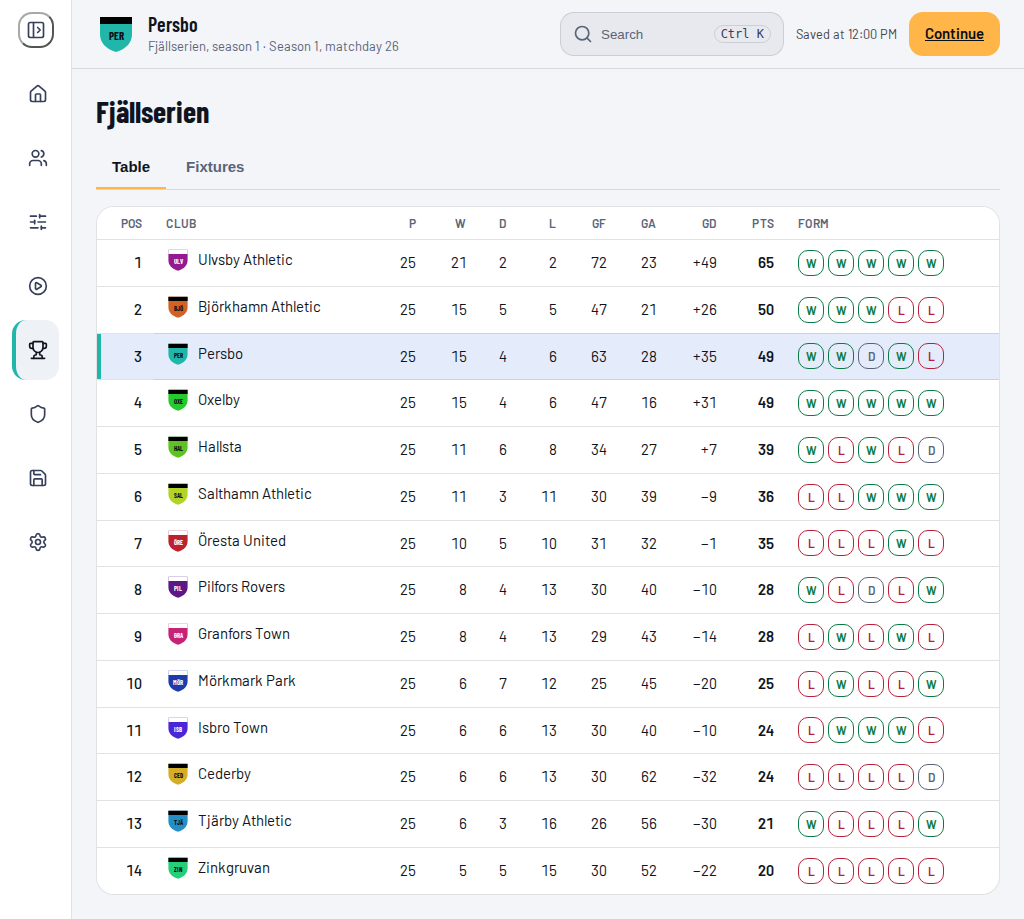 PER
Persbo
Fjällserien, season 1 · Season 1, matchday 26
Search
Ctrl K
Saved at 12:00 PM
Continue
Fjällserien
Table Fixtures
POS CLUB P W D L GF GA GD PTS FORM
1 ULV Ulvsby Athletic 25 21 2 2 72 23 +49 65 W W W W W
2 BJÖ Björkhamn Athletic 25 15 5 5 47 21 +26 50 W W W L L
3 PER Persbo 25 15 4 6 63 28 +35 49 W W D W L
4 OXE Oxelby 25 15 4 6 47 16 +31 49 W W W W W
5 HAL Hallsta 25 11 6 8 34 27 +7 39 W L W L D
6 SAL Salthamn Athletic 25 11 3 11 30 39 −9 36 L L W W W
7 ÖRE Öresta United 25 10 5 10 31 32 −1 35 L L L W L
8 PIL Pilfors Rovers 25 8 4 13 30 40 −10 28 W L D L W
9 GRA Granfors Town 25 8 4 13 29 43 −14 28 L W L W L
10 MÖR Mörkmark Park 25 6 7 12 25 45 −20 25 L W L L W
11 ISB Isbro Town 25 6 6 13 30 40 −10 24 L W W W L
12 CED Cederby 25 6 6 13 30 62 −32 24 L L L L D
13 TJÄ Tjärby Athletic 25 6 3 16 26 56 −30 21 W L L L W
14 ZIN Zinkgruvan 25 5 5 15 30 52 −22 20 L L L L L